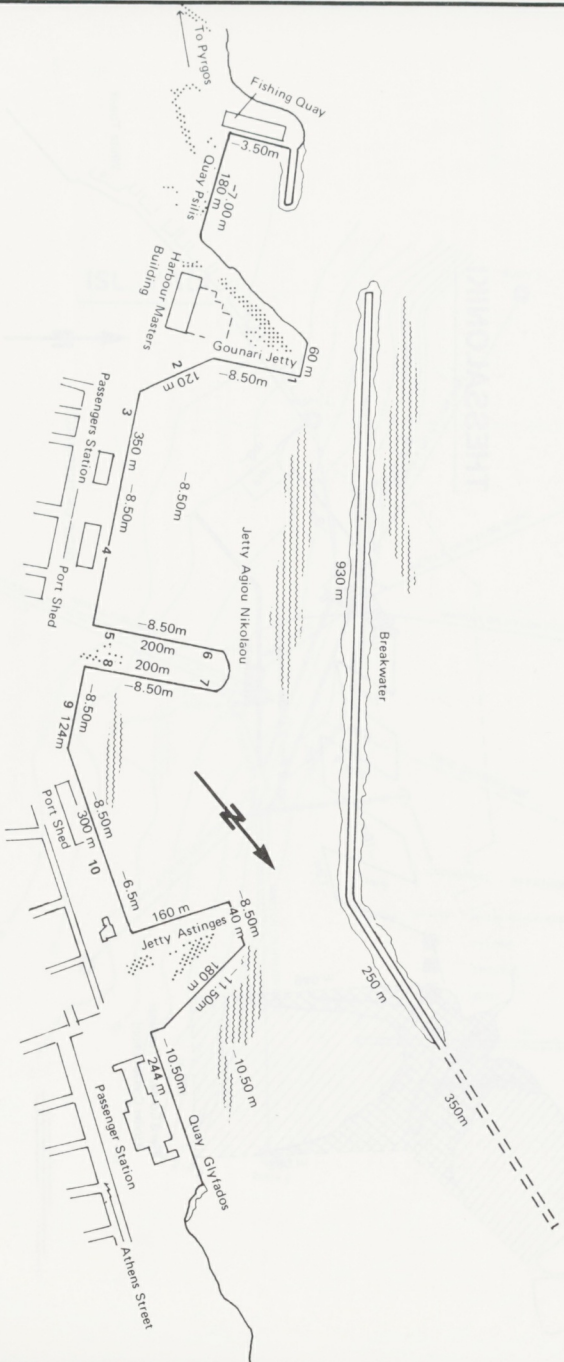 To Pyrgos
Fishing Quay
-3.50m
-7.00m
180 m
Quay Psilis
Harbour Masters
Building
Gounari Jetty
60 m
1
-8.50m
2
120 m
3
350 m
-8.50m
-8.50m
Passengers Station
4
Port Shed
Jetty Agiou Nikolaou
-8.50m
200m
200m
-8.50m
5
6
7
8
930 m
Breakwater
-8.50m
9
124m
-8.50m
Port Shed
300 m
10
-6.5m
N
160 m
Jetty Astinges
-8.50m
40 m
180 m
-11.50m
250 m
350m
-10.50m
244 m
-10.50 m
Quay Glyfados
Passenger Station
Athens Street
THESSALONIKI